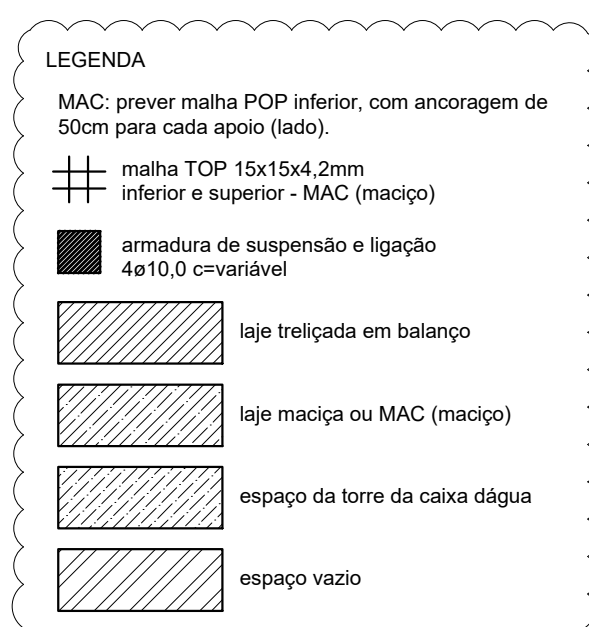 LEGENDA
MAC: prever malha POP inferior, com ancoragem de
50cm para cada apoio (lado).
malha TOP 15x15x4,2mm
inferior e superior - MAC (maciço)
armadura de suspensão e ligação
4ø10,0 c=variável
laje treliçada em balanço
laje maciça ou MAC (maciço)
espaço da torre da caixa dágua
espaço vazio